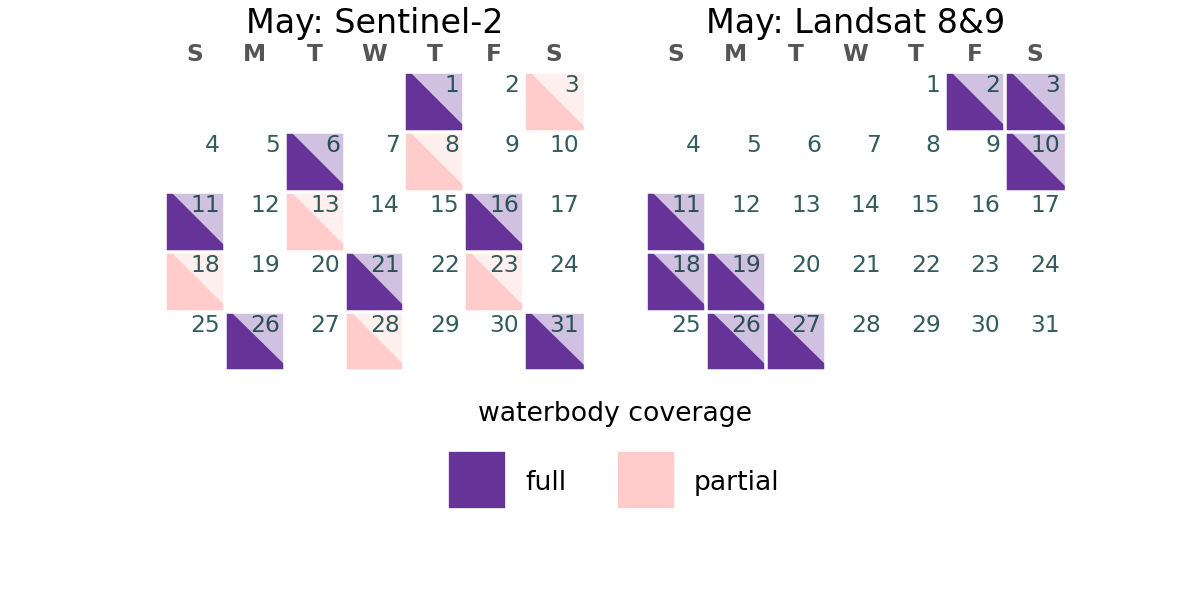 May: Sentinel-2
S M T W T F S
1 2 3
4 5 6 7 8 9 10
11 12 13 14 15 16 17
18 19 20 21 22 23 24
25 26 27 28 29 30 31
May: Landsat 8&9
S M T W T F S
1 2 3
4 5 6 7 8 9 10
11 12 13 14 15 16 17
18 19 20 21 22 23 24
25 26 27 28 29 30 31
waterbody coverage
full
partial